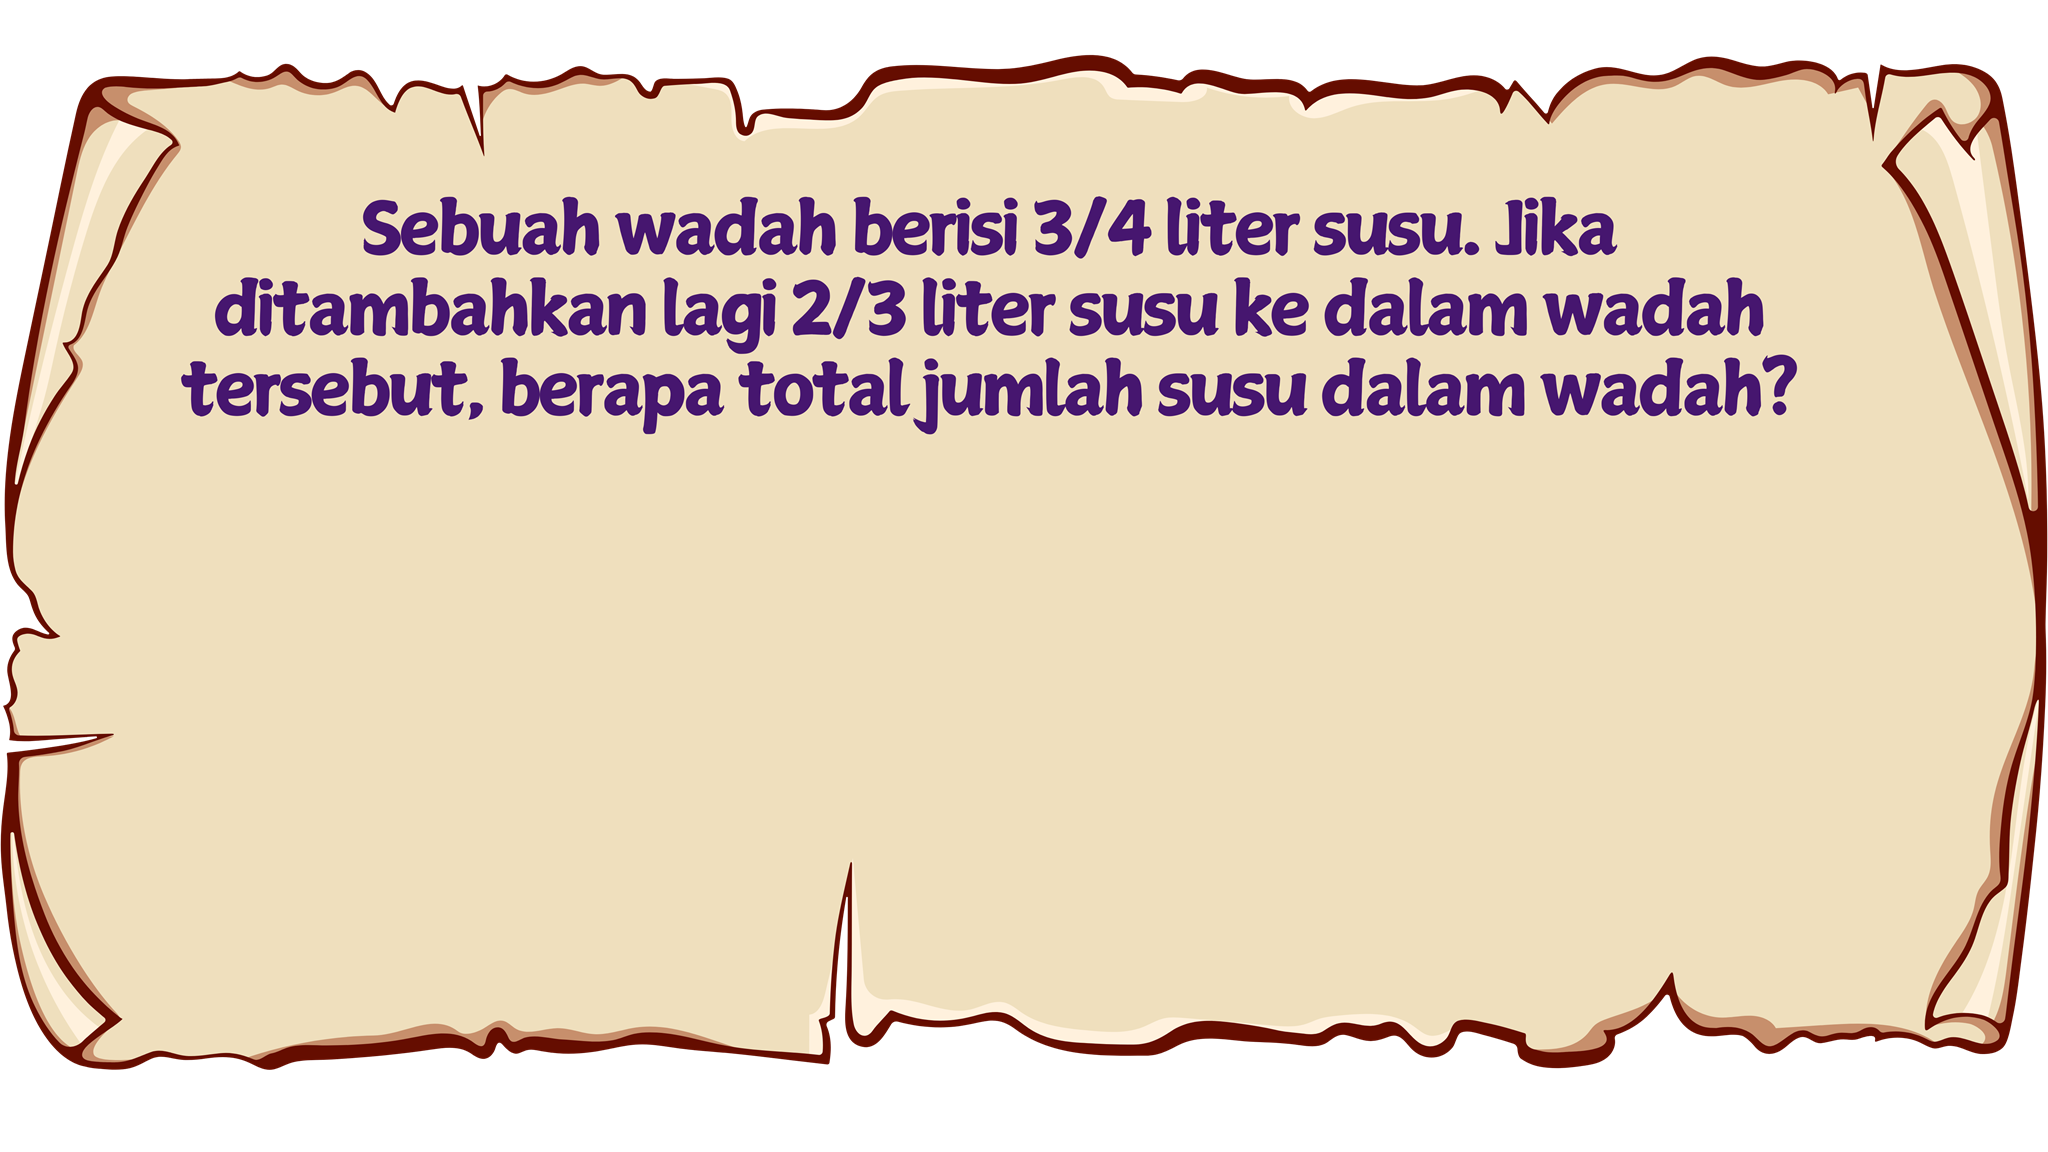 Sebuah wadah berisi 3/4 liter susu. Jika
ditambahkan lagi 2/3 liter susu ke dalam wadah
tersebut, berapa total jumlah susu dalam wadah?